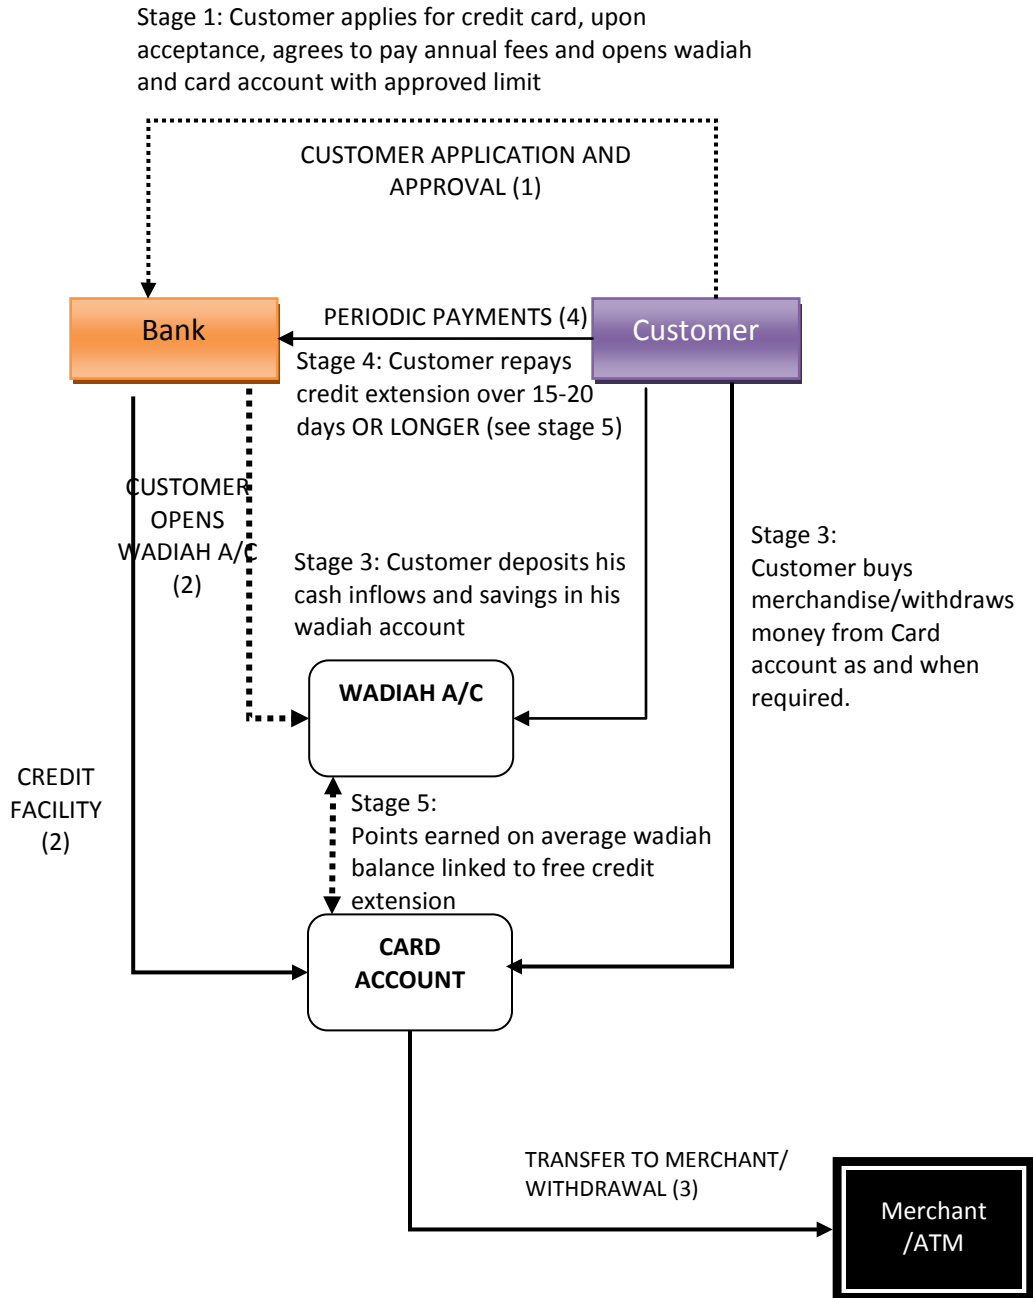 Stage 1: Customer applies for credit card, upon
acceptance, agrees to pay annual fees and opens wadiah
and card account with approved limit
CUSTOMER APPLICATION AND
APPROVAL (1)
Bank
PERIODIC PAYMENTS (4)
Customer
Stage 4: Customer repays
credit extension over 15-20
days OR LONGER (see stage 5)
CUSTOMER
OPENS
WADIAH A/C
(2)
Stage 3: Customer deposits his
cash inflows and savings in his
wadiah account
Stage 3:
Customer buys
merchandise/withdraws
money from Card
account as and when
required.
WADIAH A/C
CREDIT
FACILITY
(2)
Stage 5:
Points earned on average wadiah
balance linked to free credit
extension
CARD
ACCOUNT
TRANSFER TO MERCHANT/
WITHDRAWAL (3)
Merchant
/ATM